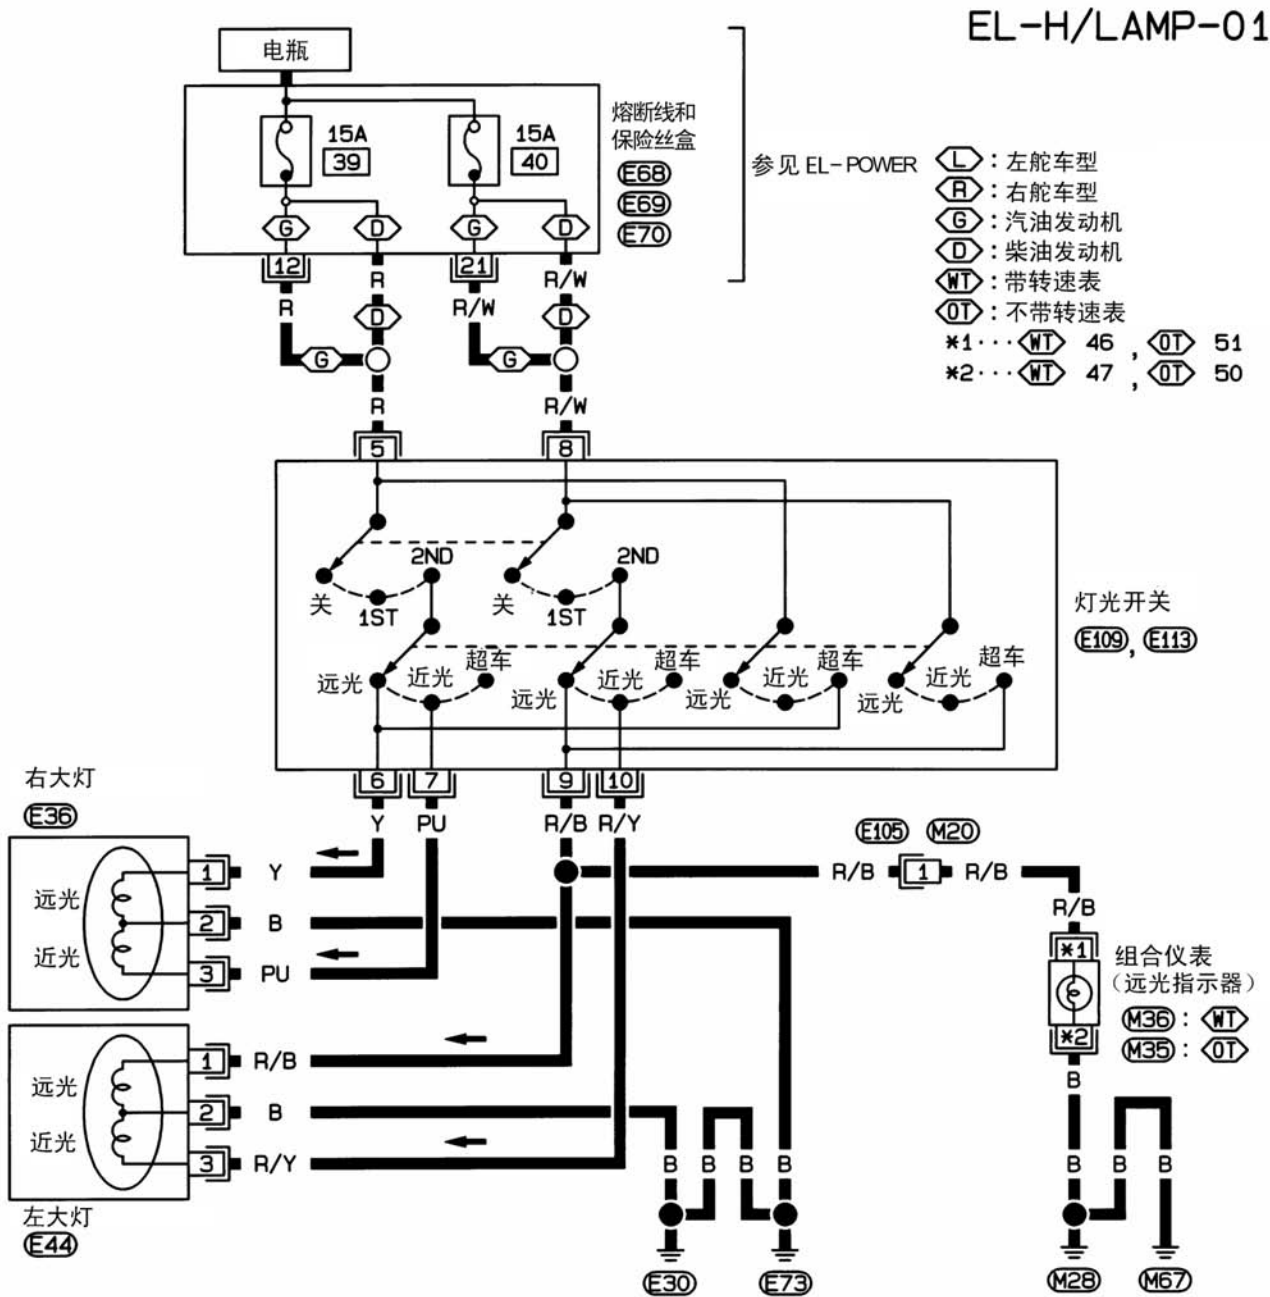 EL-H/LAMP-01
电瓶
熔断线和
保险丝盒
E68
E69
E70
15A
39
15A
40
G
D
G
D
12
21
参见 EL-POWER
L : 左舵车型
R : 右舵车型
G : 汽油发动机
D : 柴油发动机
WT : 带转速表
OT : 不带转速表
*1··· WT 46 , OT 51
*2··· WT 47 , OT 50
R
R
R/W
R/W
D
D
G
G
R
R/W
5
8
2ND
2ND
关
1ST
关
1ST
灯光开关
E109 , E113
远光
近光
超车
远光
近光
超车
远光
近光
超车
远光
近光
超车
6
7
9
10
Y
PU
R/B
R/Y
右大灯
E36
远光
近光
1
Y
2
B
3
PU
E105
M20
R/B
1
R/B
R/B
*1
组合仪表
（远光指示器）
M36 : WT
M35 : OT
*2
B
远光
近光
1
R/B
2
B
3
R/Y
左大灯
E44
B
B
B
B
B
B
B
E30
E73
M28
M67